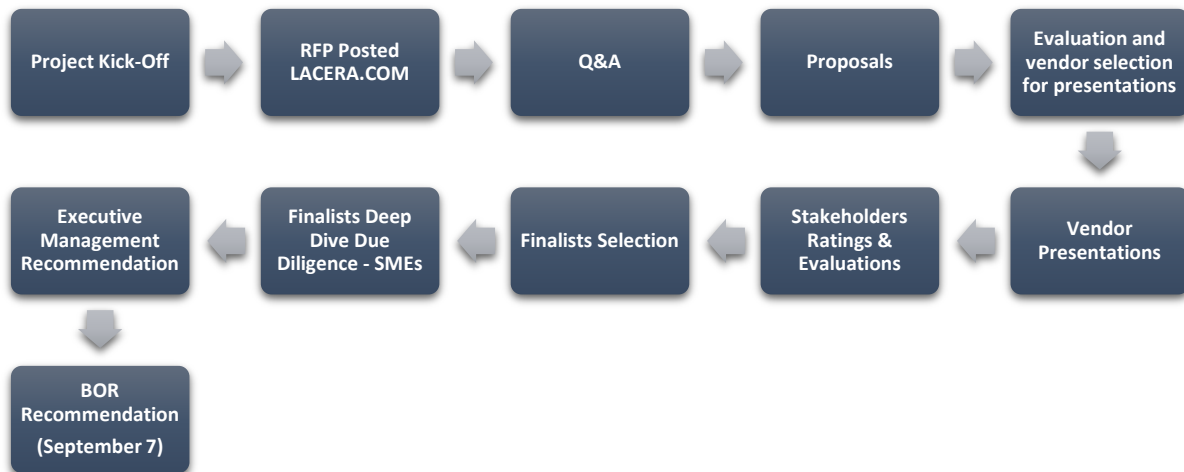 Project Kick-Off
RFP Posted
LACERA.COM
Q&A
Proposals
Evaluation and
vendor selection
for presentations
Vendor
Presentations
Stakeholders
Ratings &
Evaluations
Finalists Selection
Finalists Deep
Dive Due
Diligence - SMEs
Executive
Management
Recommendation
BOR
Recommendation
(September 7)